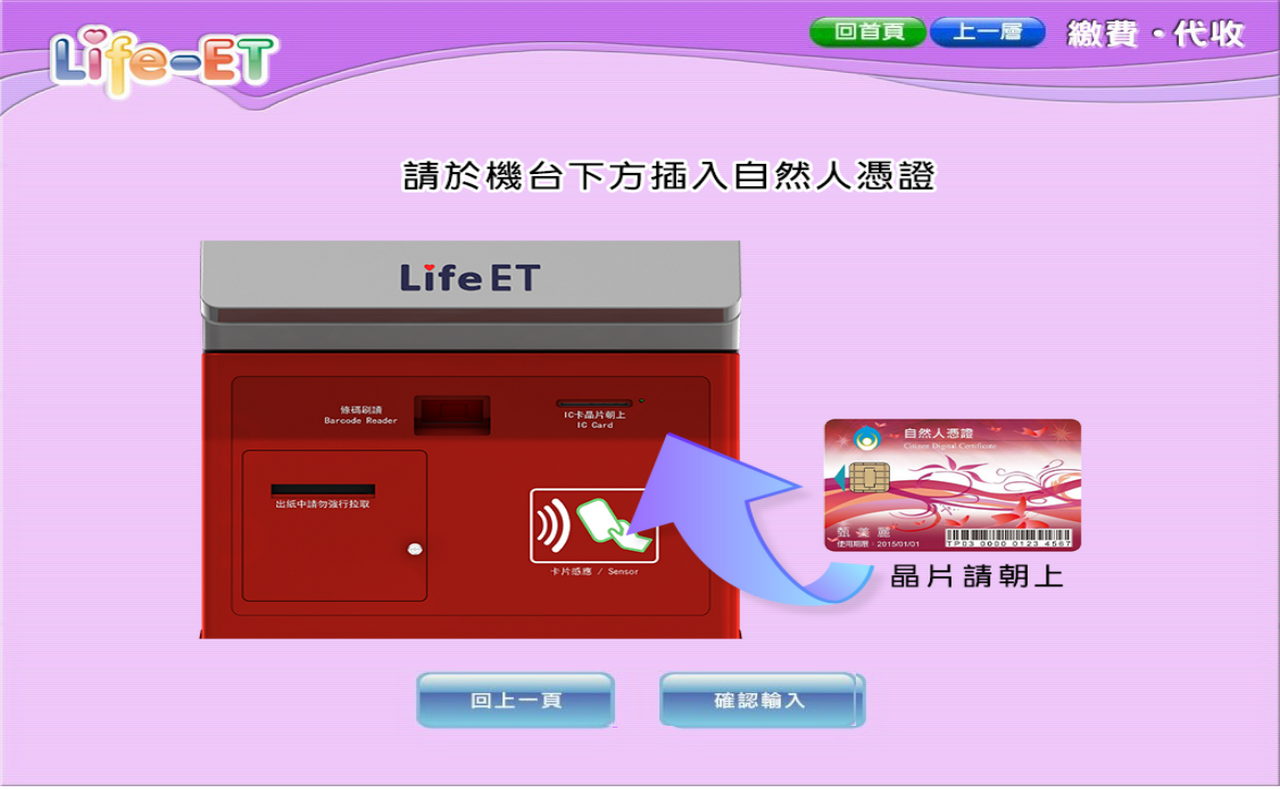 Life-ET
回首頁
上一層
繳費・代收
請於機台下方插入自然人憑證
Life ET
條碼刷讀
Barcode Reader
IC卡晶片朝上
IC Card
出紙中請勿強行拉取
卡片感應 / Sensor
自然人憑證
Citizen Digital Certificate
張美麗
使用期限：2015/01/01
TP03 0000 0123 4567
晶片請朝上
回上一頁
確認輸入